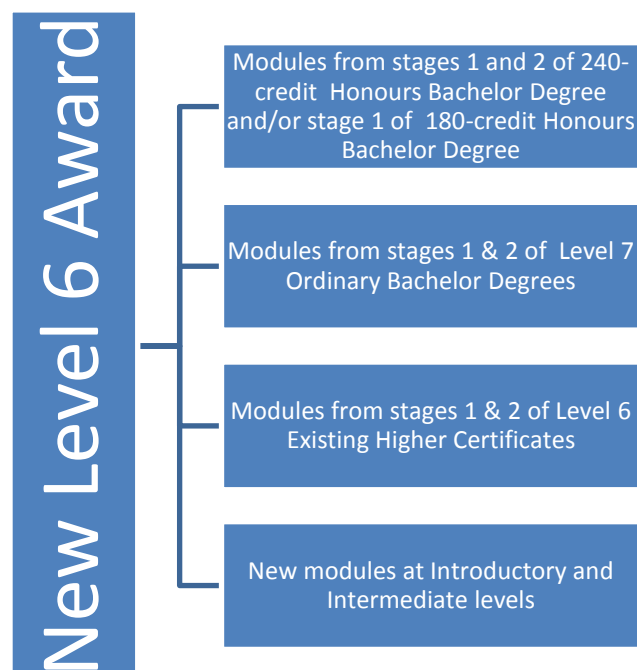 New Level 6 Award
Modules from stages 1 and 2 of 240-
credit Honours Bachelor Degree
and/or stage 1 of 180-credit Honours
Bachelor Degree
Modules from stages 1 & 2 of Level 7
Ordinary Bachelor Degrees
Modules from stages 1 & 2 of Level 6
Existing Higher Certificates
New modules at Introductory and
Intermediate levels